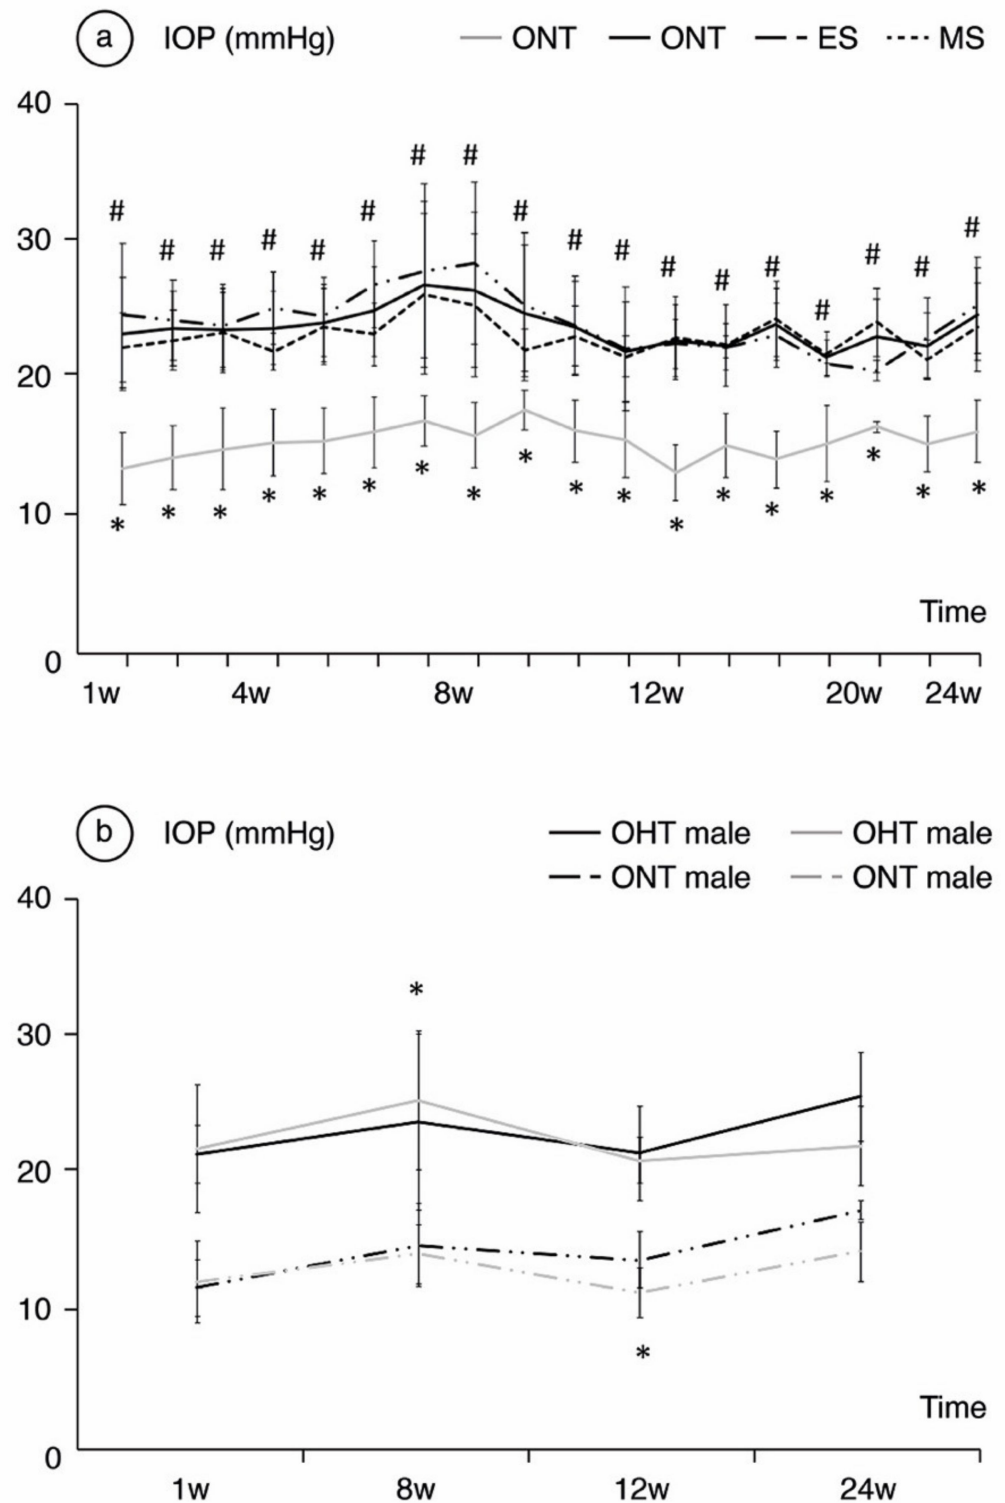 a IOP (mmHg) ONT ONT ES MS
40
# #
# # #
# # # # # # # #
# # # # # #
30
20
* * * * * * * * * * * * * * * * * *
10
Time
0
1w 4w 8w 12w 20w 24w
b IOP (mmHg) OHT male OHT male
ONT male ONT male
40
*
30
20
10
*
Time
0
1w 8w 12w 24w